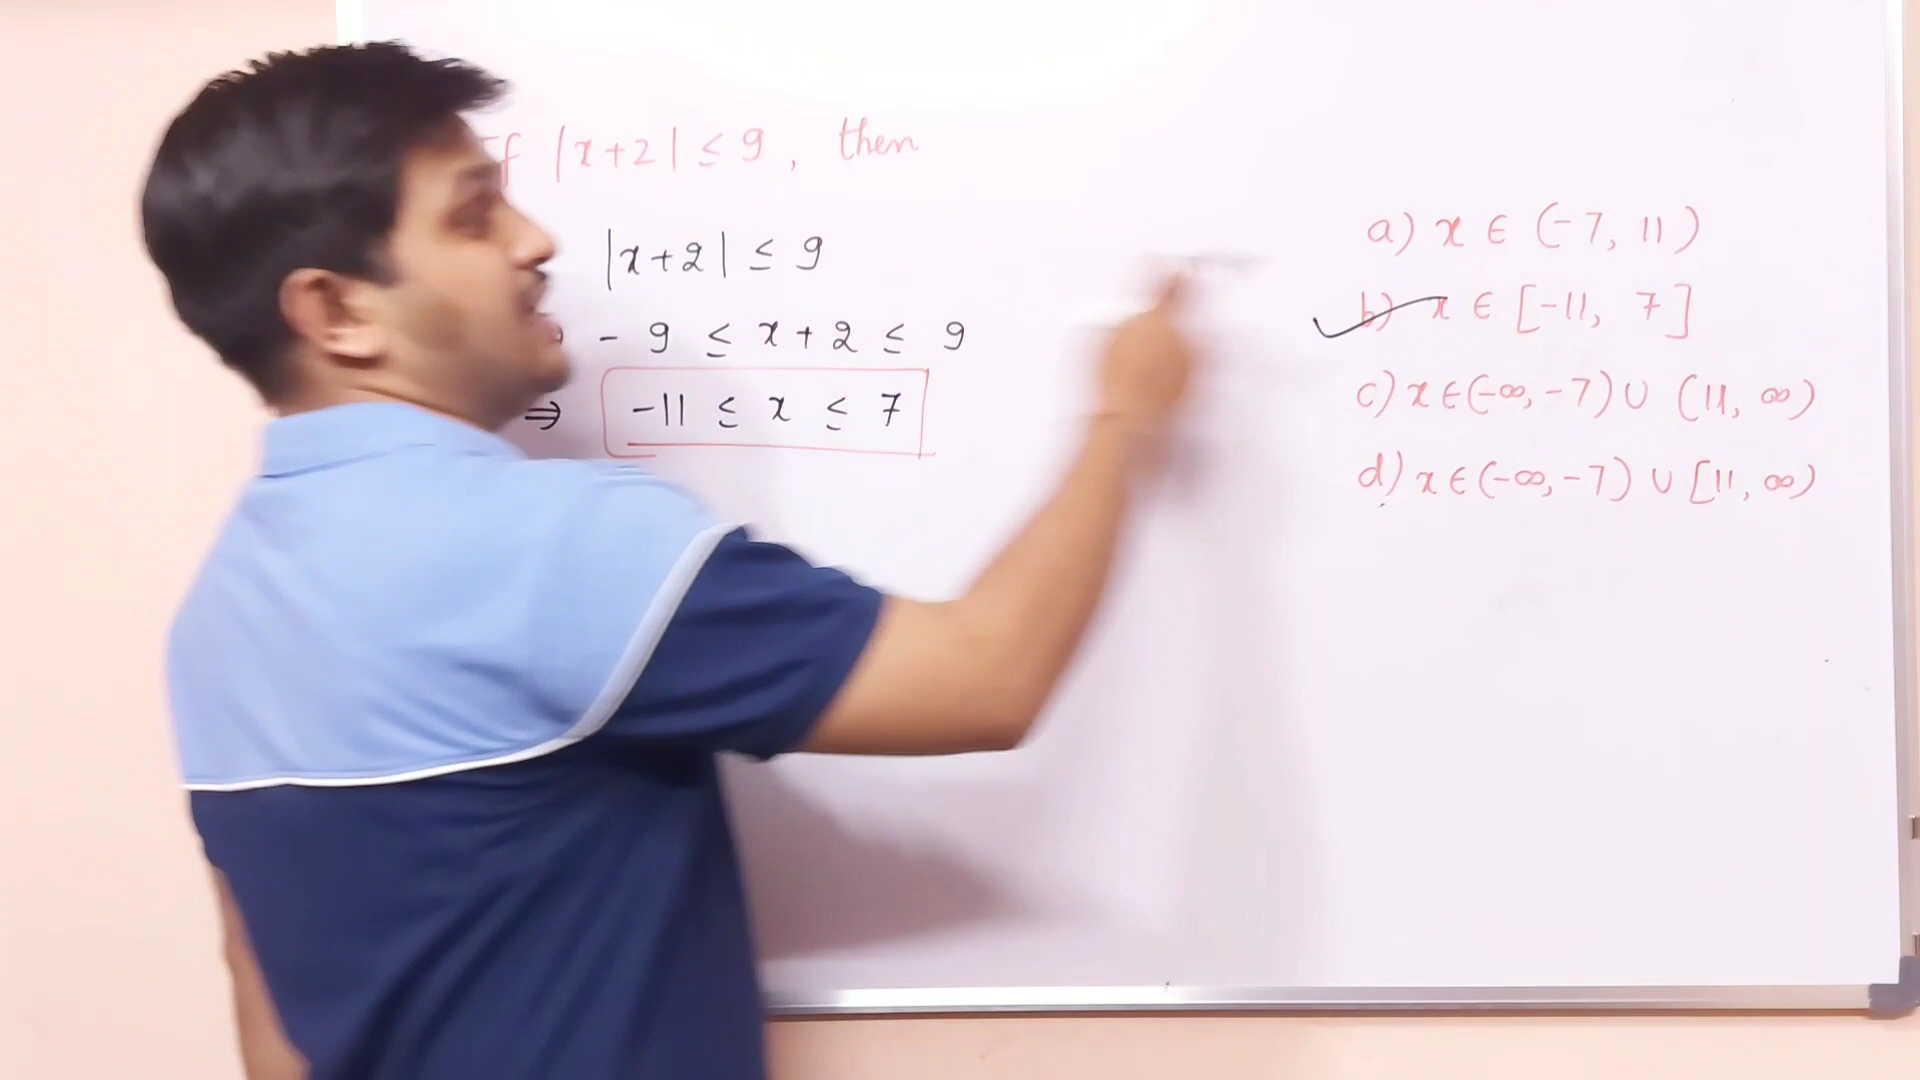 If |x+2| ≤ 9, then
|x+2| ≤ 9
- 9 ≤ x + 2 ≤ 9
⇒ -11 ≤ x ≤ 7
a) x ∈ (-7, 11)
b) x ∈ [-11, 7]
c) x ∈ (-∞, -7) ∪ (11, ∞)
d) x ∈ (-∞, -7) ∪ [11, ∞)